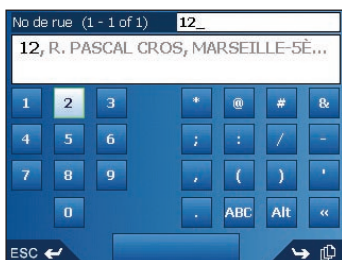 No de rue (1 - 1 of 1) 12_
12, R. PASCAL CROS, MARSEILLE-5È...
1 2 3 * @ # &
4 5 6 ; : / -
7 8 9 , ( ) '
0 . ABC Alt «
ESC